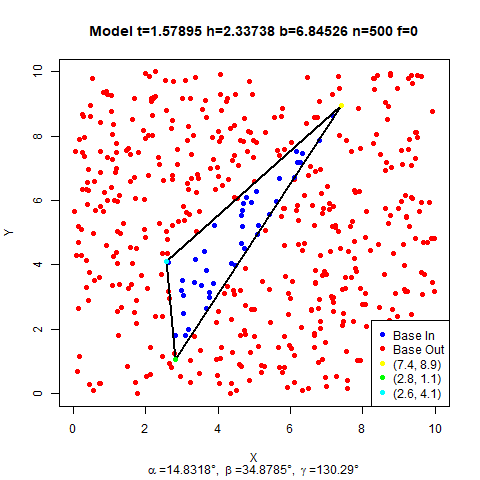 Model t=1.57895 h=2.33738 b=6.84526 n=500 f=0
Y
10
8
6
4
2
0
0 2 4 6 8 10
Base In
Base Out
(7.4, 8.9)
(2.8, 1.1)
(2.6, 4.1)
X
α =14.8318°, β =34.8785°, γ =130.29°